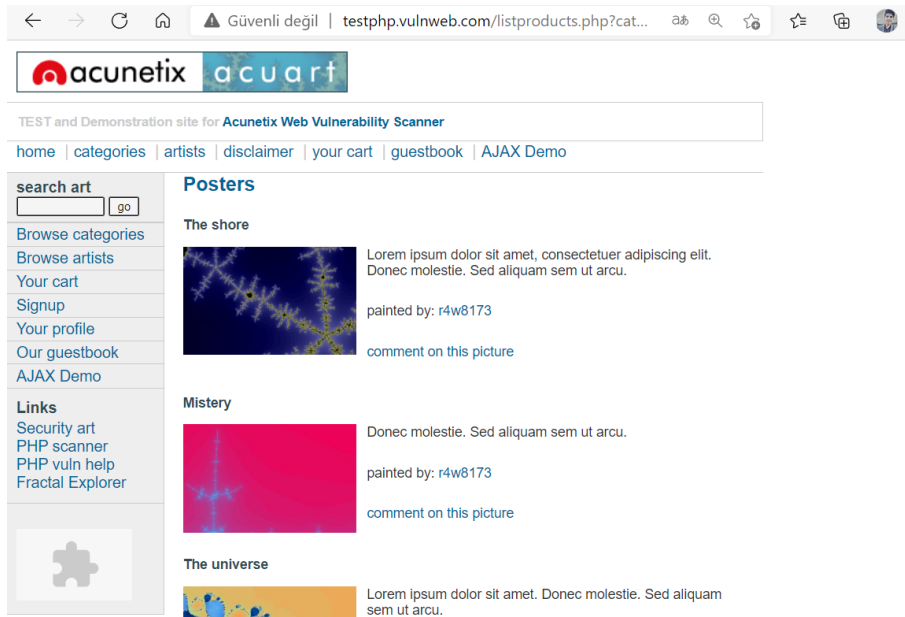 Güvenli değil | testphp.vulnweb.com/listproducts.php?cat...
acunetix acuart
TEST and Demonstration site for Acunetix Web Vulnerability Scanner
home | categories | artists | disclaimer | your cart | guestbook | AJAX Demo
search art
go
Browse categories
Browse artists
Your cart
Signup
Your profile
Our guestbook
AJAX Demo
Links
Security art
PHP scanner
PHP vuln help
Fractal Explorer
Posters
The shore
Lorem ipsum dolor sit amet, consectetuer adipiscing elit.
Donec molestie. Sed aliquam sem ut arcu.
painted by: r4w8173
comment on this picture
Mistery
Donec molestie. Sed aliquam sem ut arcu.
painted by: r4w8173
comment on this picture
The universe
Lorem ipsum dolor sit amet. Donec molestie. Sed aliquam
sem ut arcu.